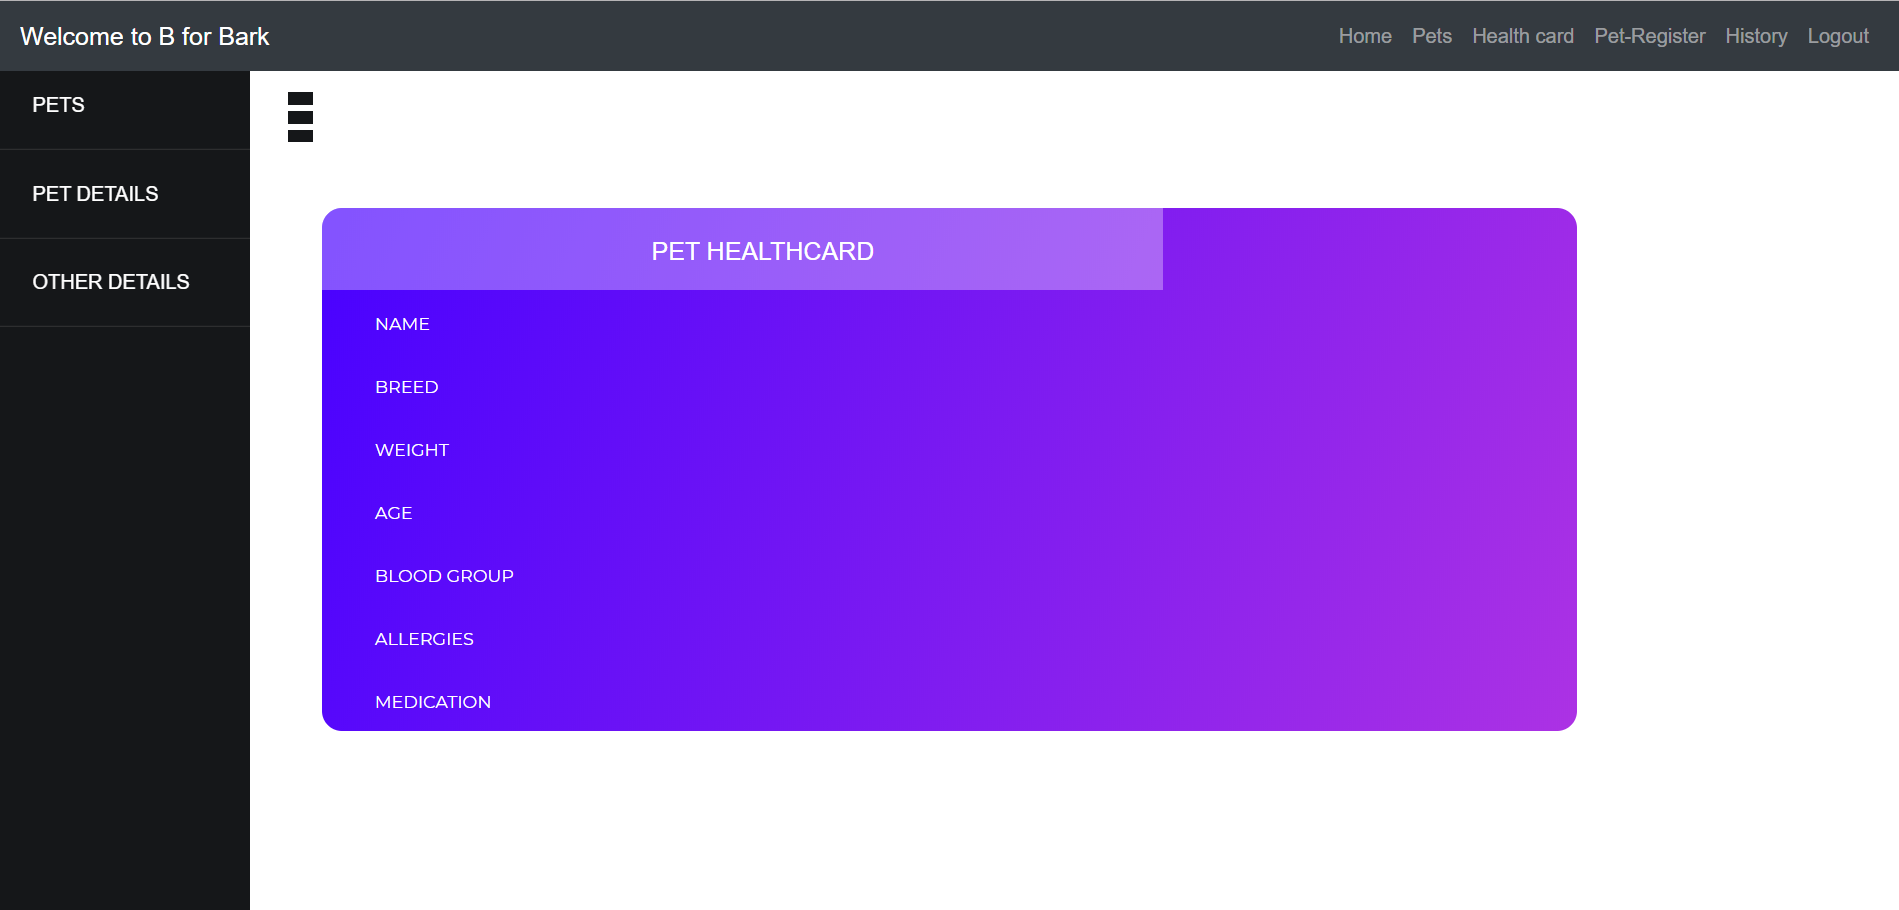 Welcome to B for Bark
Home Pets Health card Pet-Register History Logout
PETS
PET DETAILS
OTHER DETAILS
PET HEALTHCARD
NAME
BREED
WEIGHT
AGE
BLOOD GROUP
ALLERGIES
MEDICATION